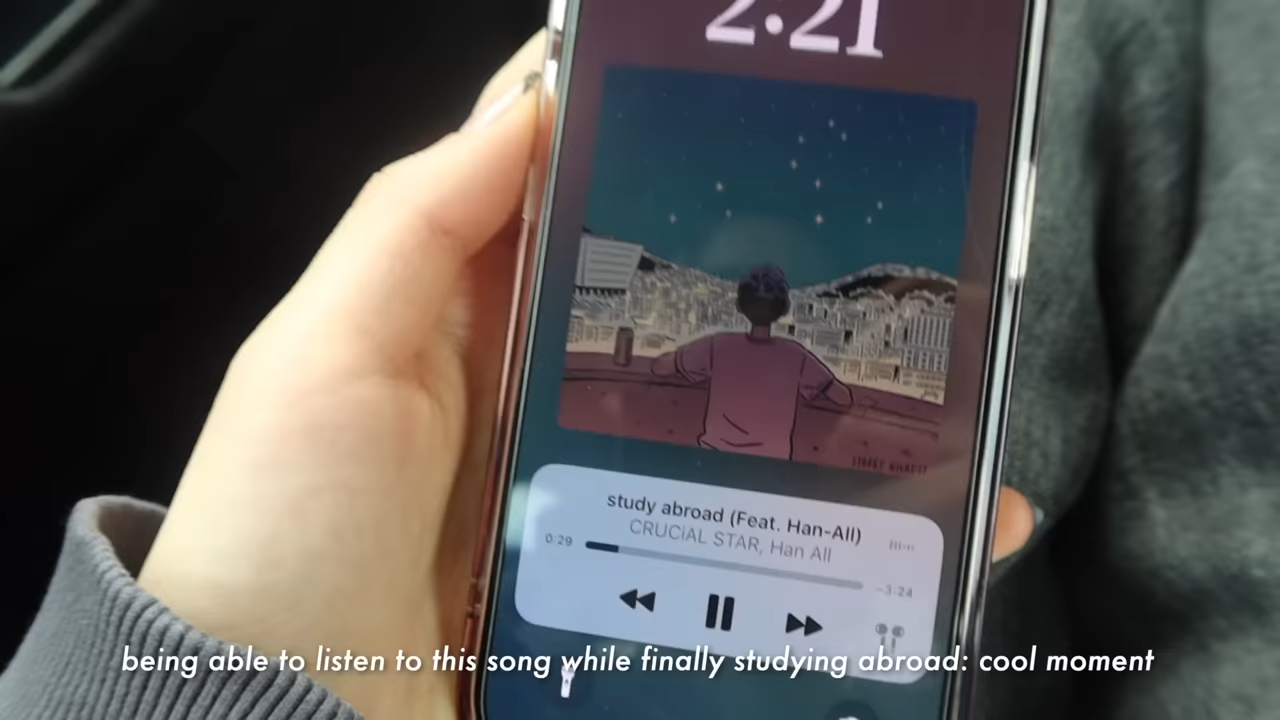 2:21
study abroad (Feat. Han-All)
CRUCiAL STAR, Han All
0:29
-3:24
being able to listen to this song while finally studying abroad: cool moment